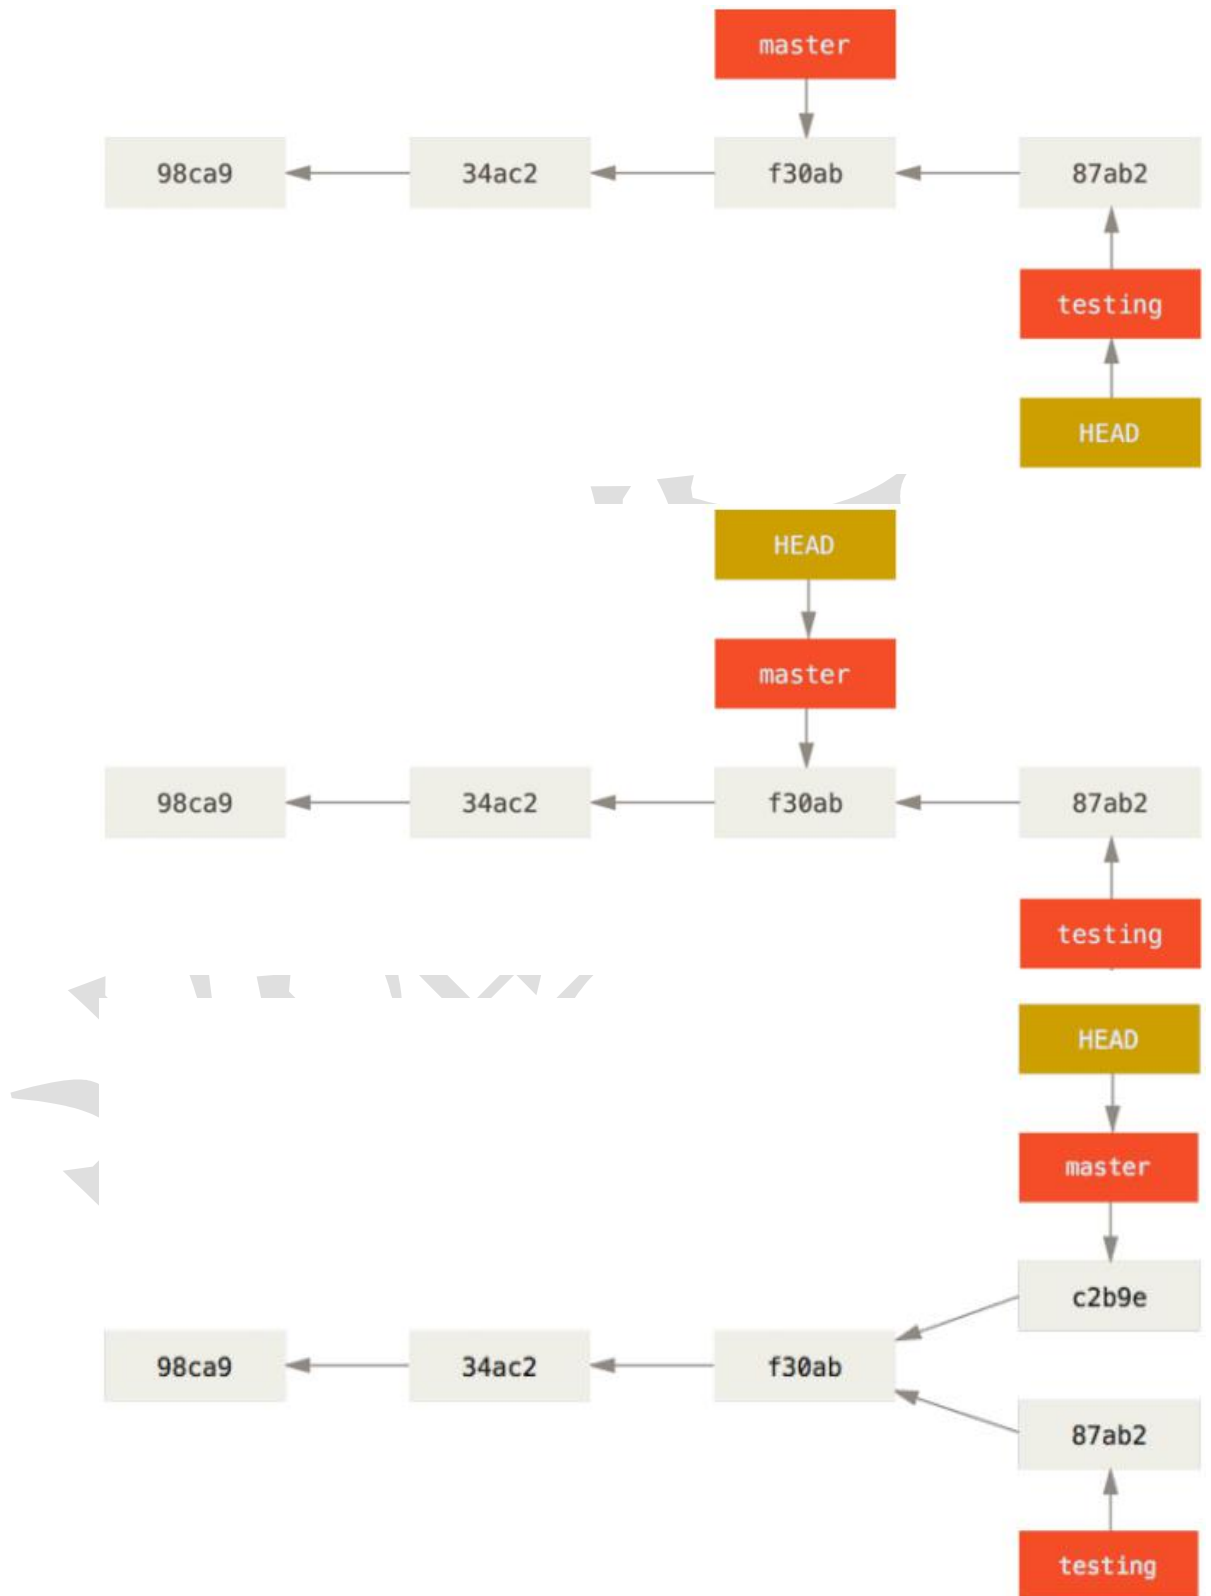 master
98ca9 34ac2 f30ab 87ab2
testing
HEAD
HEAD
master
98ca9 34ac2 f30ab 87ab2
testing
HEAD
master
c2b9e
98ca9 34ac2 f30ab
87ab2
testing